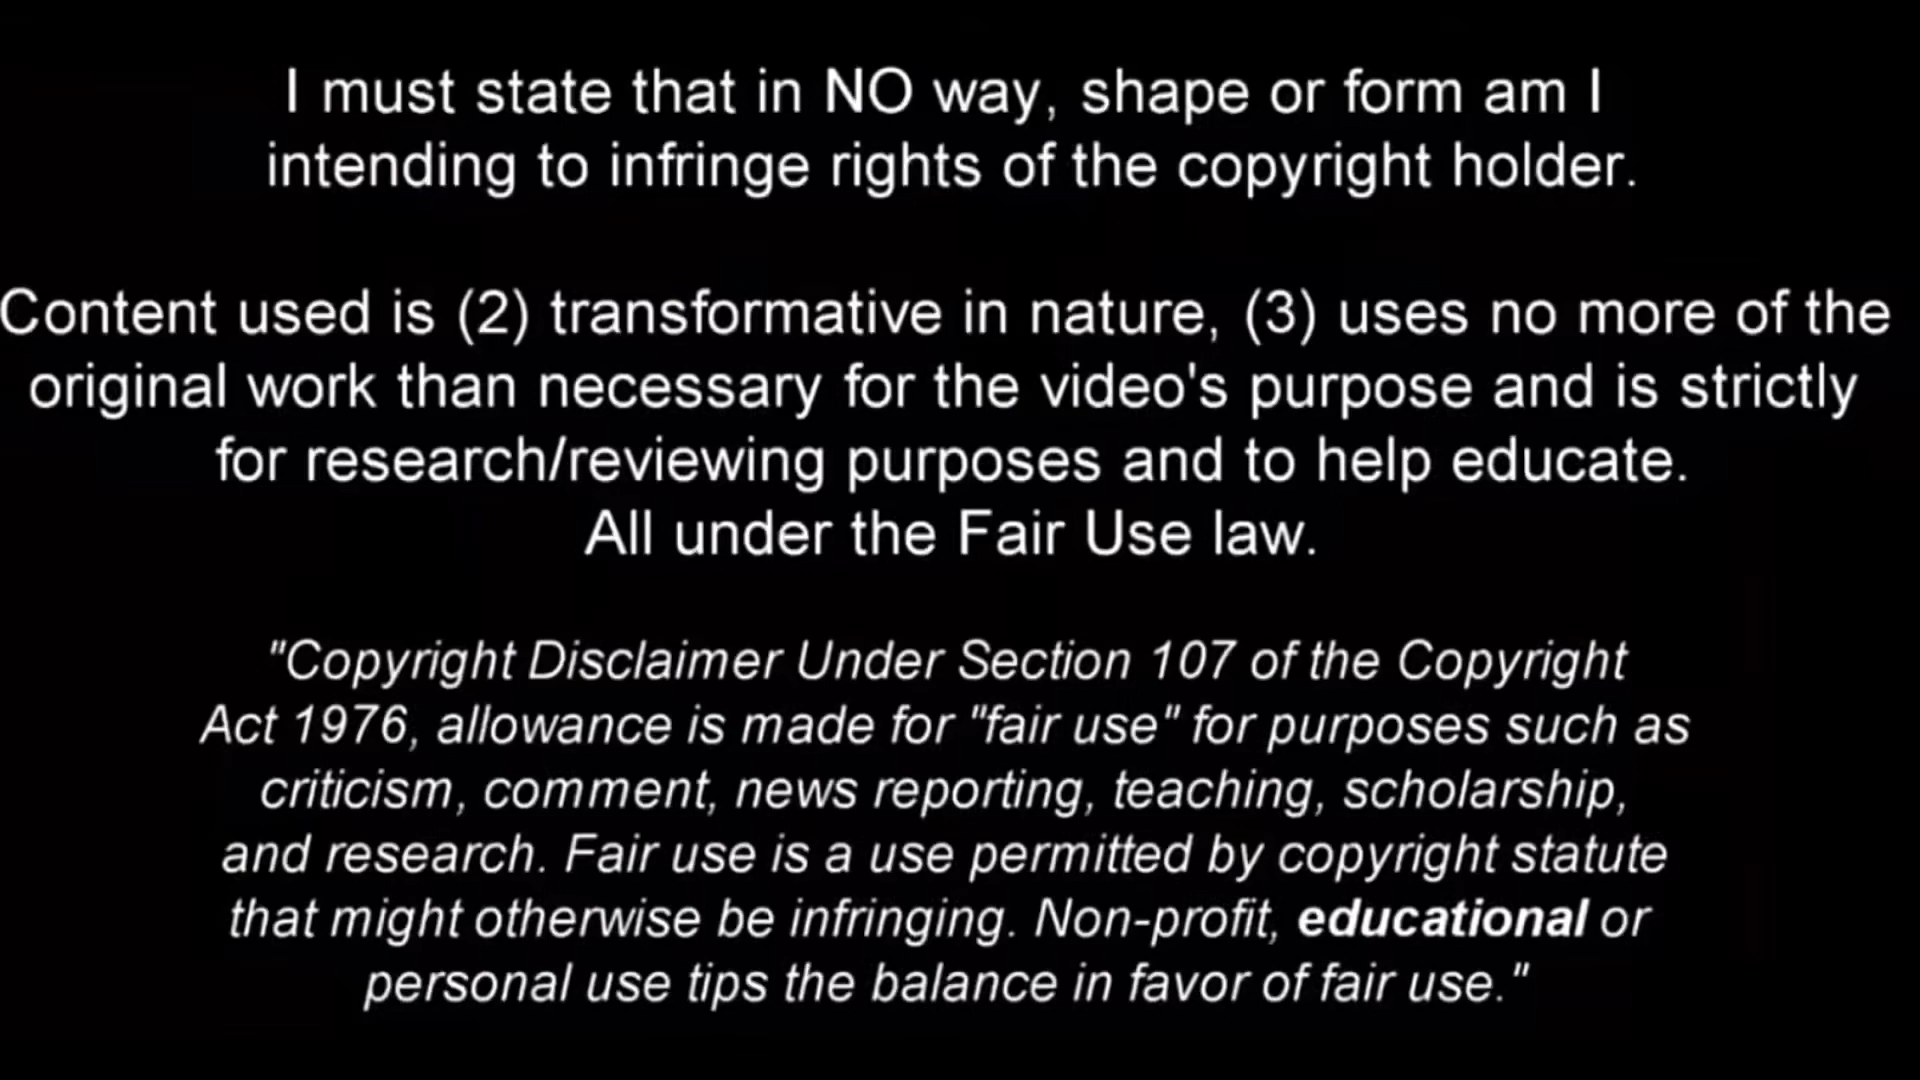 I must state that in NO way, shape or form am I
intending to infringe rights of the copyright holder.
Content used is (2) transformative in nature, (3) uses no more of the
original work than necessary for the video's purpose and is strictly
for research/reviewing purposes and to help educate.
All under the Fair Use law.
"Copyright Disclaimer Under Section 107 of the Copyright
Act 1976, allowance is made for "fair use" for purposes such as
criticism, comment, news reporting, teaching, scholarship,
and research. Fair use is a use permitted by copyright statute
that might otherwise be infringing. Non-profit, educational or
personal use tips the balance in favor of fair use."